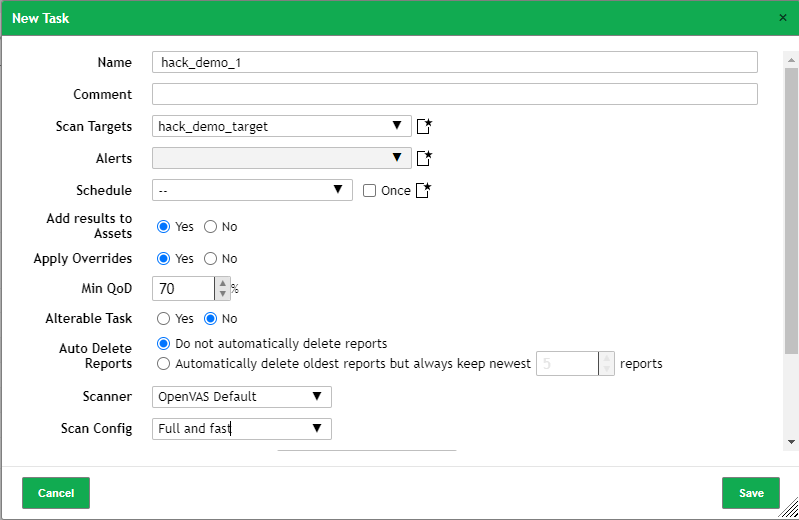 New Task ×
Name hack_demo_1
Comment
Scan Targets hack_demo_target ▼
Alerts ▼
Schedule -- ▼ Once
Add results to
Assets Yes No
Apply Overrides Yes No
Min QoD 70 %
Alterable Task Yes No
Auto Delete
Reports
Do not automatically delete reports
Automatically delete oldest reports but always keep newest 5 reports
Scanner OpenVAS Default ▼
Scan Config Full and fast ▼
Cancel Save